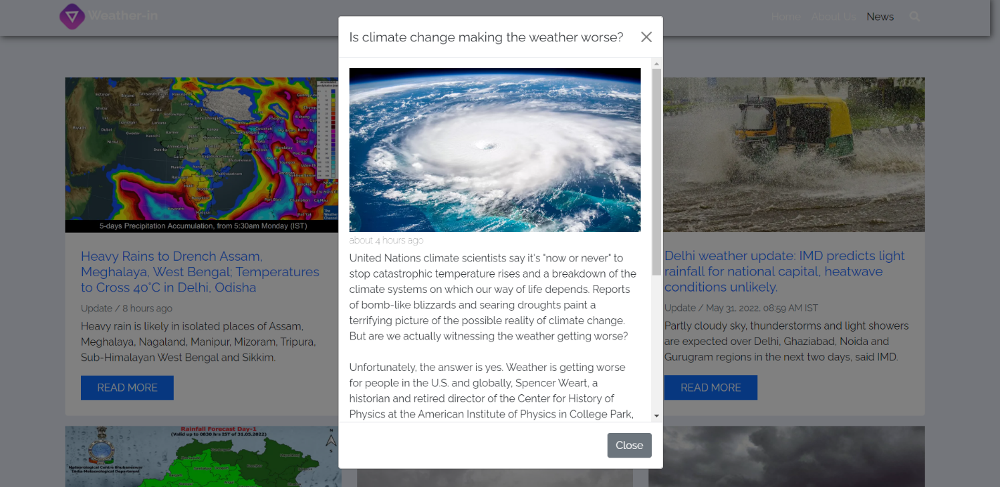 Weather-in
Home About Us News
Is climate change making the weather worse?
about 4 hours ago
United Nations climate scientists say it's "now or never" to
stop catastrophic temperature rises and a breakdown of the
climate systems on which our way of life depends. Reports
of bomb-like blizzards and searing droughts paint a
terrifying picture of the possible reality of climate change.
But are we actually witnessing the weather getting worse?
Unfortunately, the answer is yes. Weather is getting worse
for people in the U.S. and globally, Spencer Weart, a
historian and retired director of the Center for History of
Physics at the American Institute of Physics in College Park,
Close
5-days Precipitation Accumulation, from 5:30am Monday (IST)
Heavy Rains to Drench Assam,
Meghalaya, West Bengal; Temperatures
to Cross 40°C in Delhi, Odisha
Update / 8 hours ago
Heavy rain is likely in isolated places of Assam,
Meghalaya, Nagaland, Manipur, Mizoram, Tripura,
Sub-Himalayan West Bengal and Sikkim.
READ MORE
Delhi weather update: IMD predicts light
rainfall for national capital, heatwave
conditions unlikely.
Update / May 31, 2022, 08:59 AM IST
Partly cloudy sky, thunderstorms and light showers
are expected over Delhi, Ghaziabad, Noida and
Gurugram regions in the next two days, said IMD.
READ MORE
Rainfall Forecast Day-1
(Valid up to 0830 hrs IST of 31.05.2022)
Meteorological Centre Bhubaneswar
India Meteorological Department